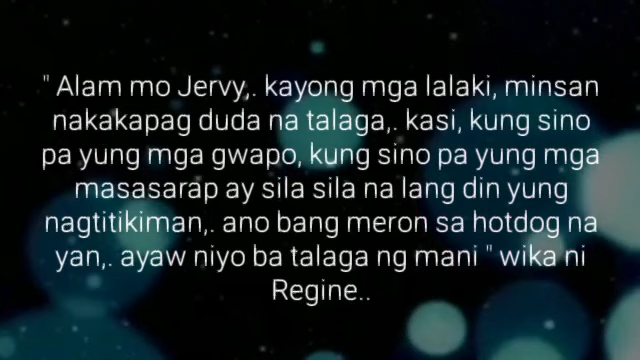 " Alam mo Jervy,. kayong mga lalaki, minsan
nakakapag duda na talaga,. kasi, kung sino
pa yung mga gwapo, kung sino pa yung mga
masasarap ay sila sila na lang din yung
nagtitikiman,. ano bang meron sa hotdog na
yan,. ayaw niyo ba talaga ng mani " wika ni
Regine..